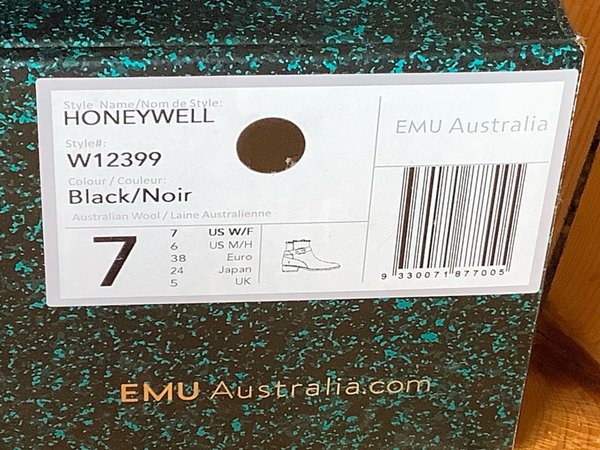 Style Name/Nom de Style:
HONEYWELL
Style#:
W12399
Colour / Couleur:
Black/Noir
Australian Wool / Laine Australienne
7
7 US W/F
6 US M/H
38 Euro
24 Japan
5 UK
EMU Australia
9 330071 877005
EMU Australia.com